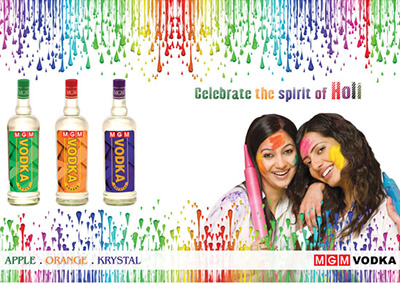 Celebrate the spirit of Holi
MGM
VODKA
MGM
VODKA
MGM
VODKA
APPLE . ORANGE . KRYSTAL
MGM VODKA